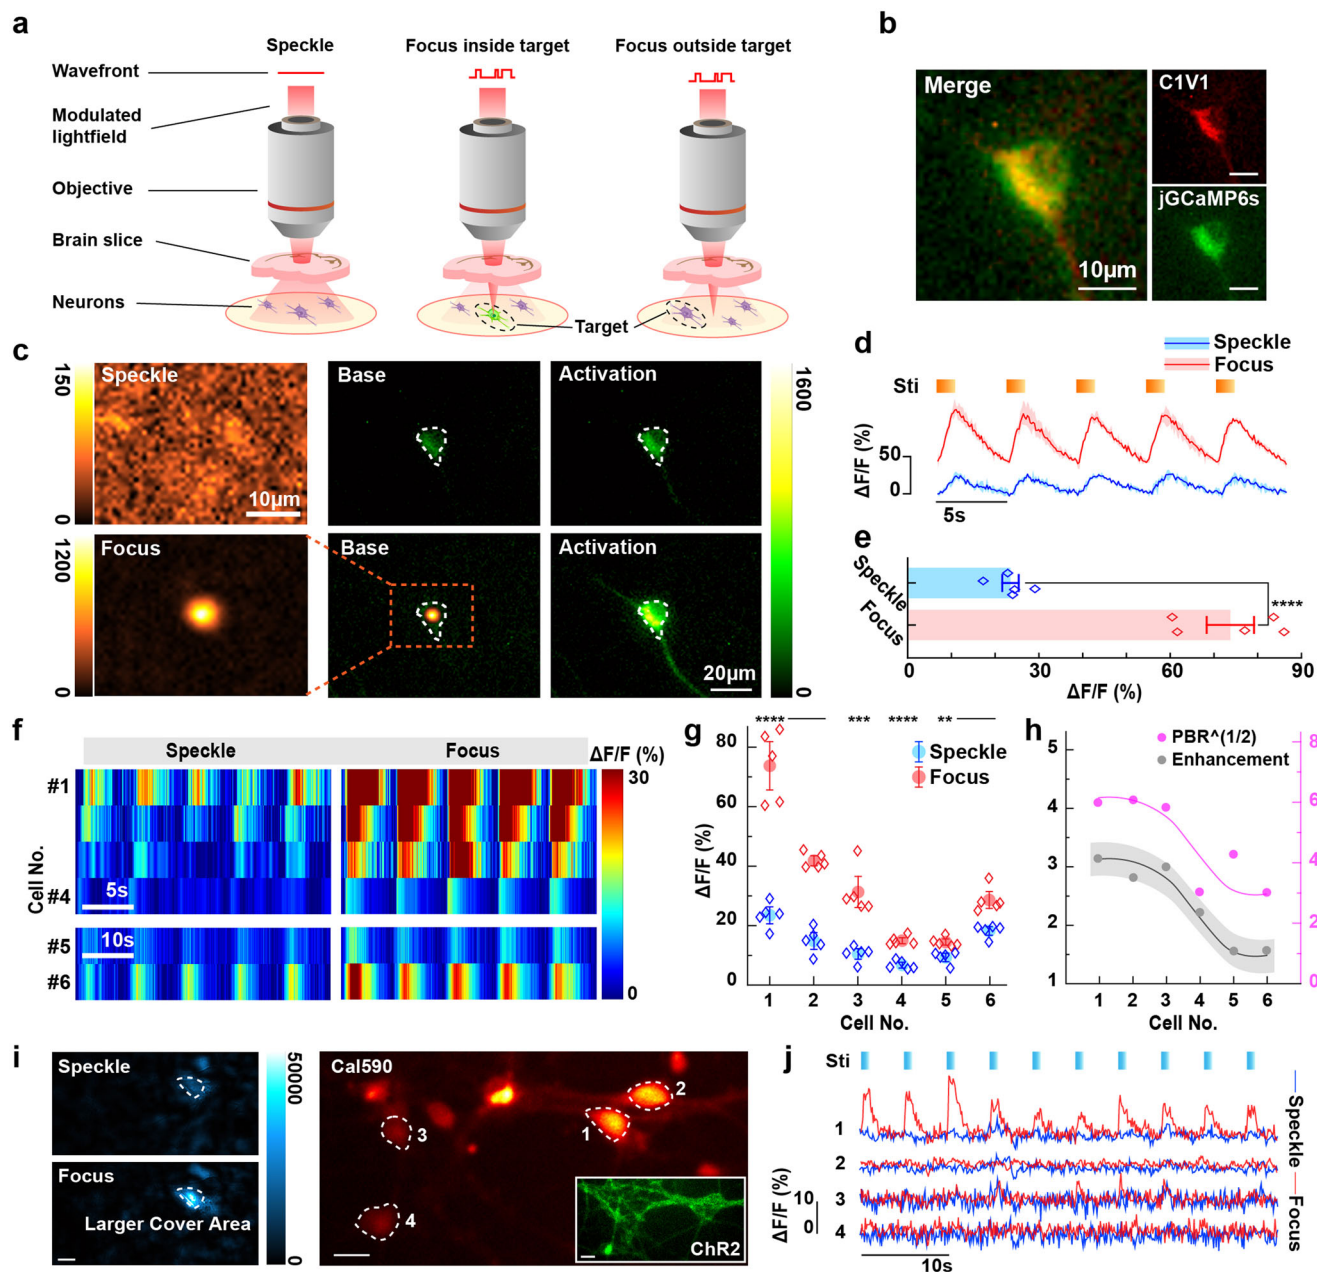 a
Speckle
Focus inside target
Focus outside target
Wavefront
Modulated
lightfield
Objective
Brain slice
Neurons
Target
b
Merge
10µm
C1V1
jGCaMP6s
c
150
0
Speckle
10µm
Base
Activation
1600
0
1200
0
Focus
Base
Activation
20µm
d
Speckle
Focus
Sti
ΔF/F (%)
50
0
5s
e
Speckle
Focus
****
0
30
60
90
ΔF/F (%)
f
Speckle
Focus
ΔF/F (%)
30
0
Cell No.
#1
#4
5s
#5
10s
#6
g
****
***
****
**
Speckle
Focus
ΔF/F (%)
80
60
40
20
0
1 2 3 4 5 6
Cell No.
h
PBR^(1/2)
Enhancement
5
4
3
2
1
8
6
4
2
0
1 2 3 4 5 6
Cell No.
i
Speckle
Focus
Larger Cover Area
50000
0
Cal590
1
2
3
4
ChR2
j
Sti
1
2
3
4
ΔF/F (%)
10
0
10s
Speckle
Focus